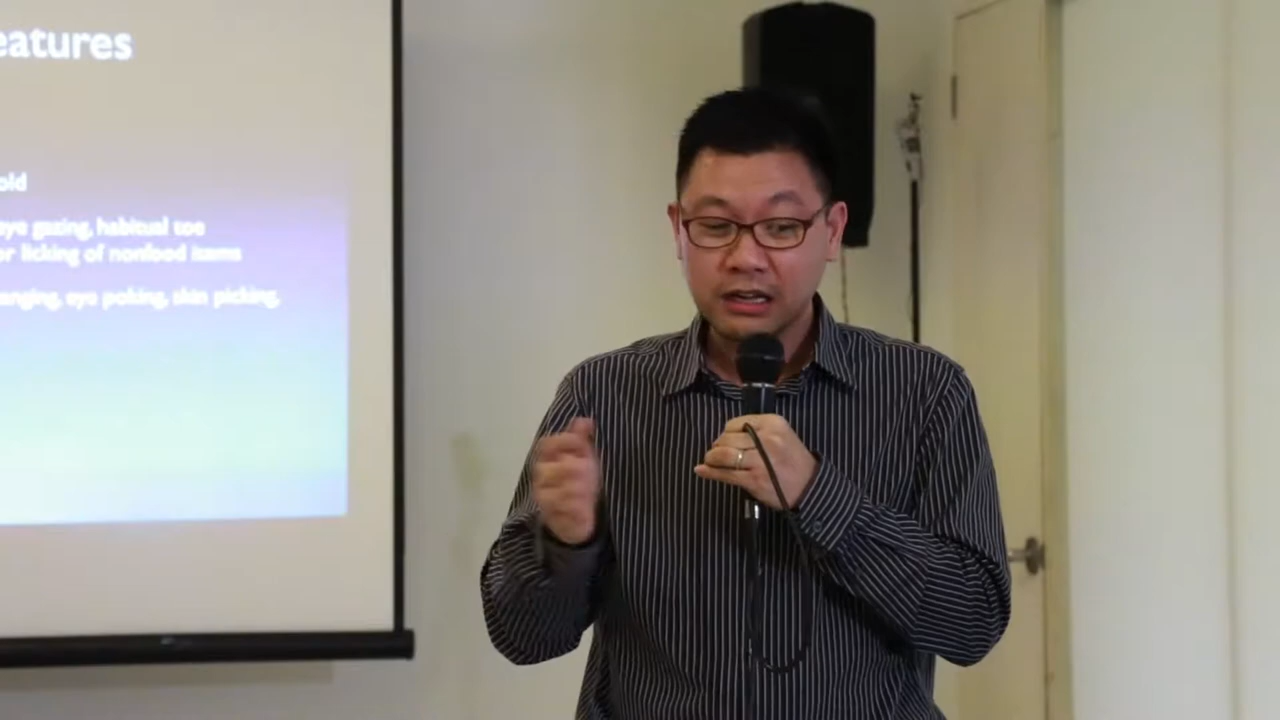 eatures
old
eye gazing, habitual toe
or licking of nonfood items
anging, eye poking, skin picking,